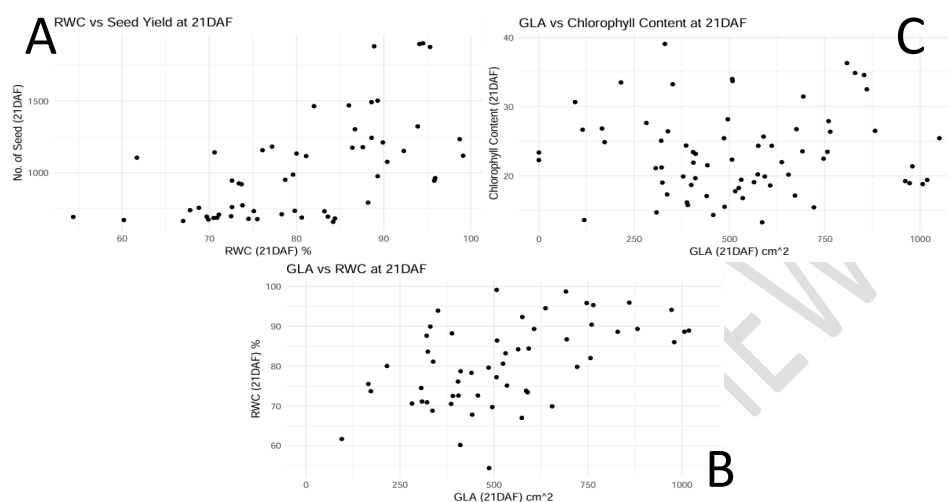 A
RWC vs Seed Yield at 21DAF
No. of Seed (21DAF)
1500
1000
60
70
80
90
100
RWC (21DAF) %
GLA vs Chlorophyll Content at 21DAF
C
Chlorophyll Content (21DAF)
40
30
20
0
250
500
750
1000
GLA (21DAF) cm^2
GLA vs RWC at 21DAF
RWC (21DAF) %
100
90
80
70
60
0
250
500
750
1000
GLA (21DAF) cm^2
B